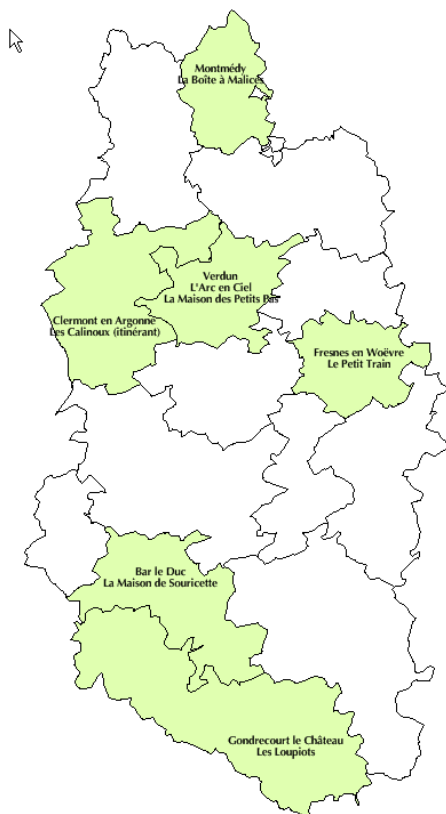 Montmédy
La Boîte à Malices
Verdun
L'Arc en Ciel
La Maison des Petits Pas
Clermont en Argonne
Les Calinoux (itinérant)
Fresnes en Woëvre
Le Petit Train
Bar le Duc
La Maison de Souricette
Gondrecourt le Château
Les Loupiots